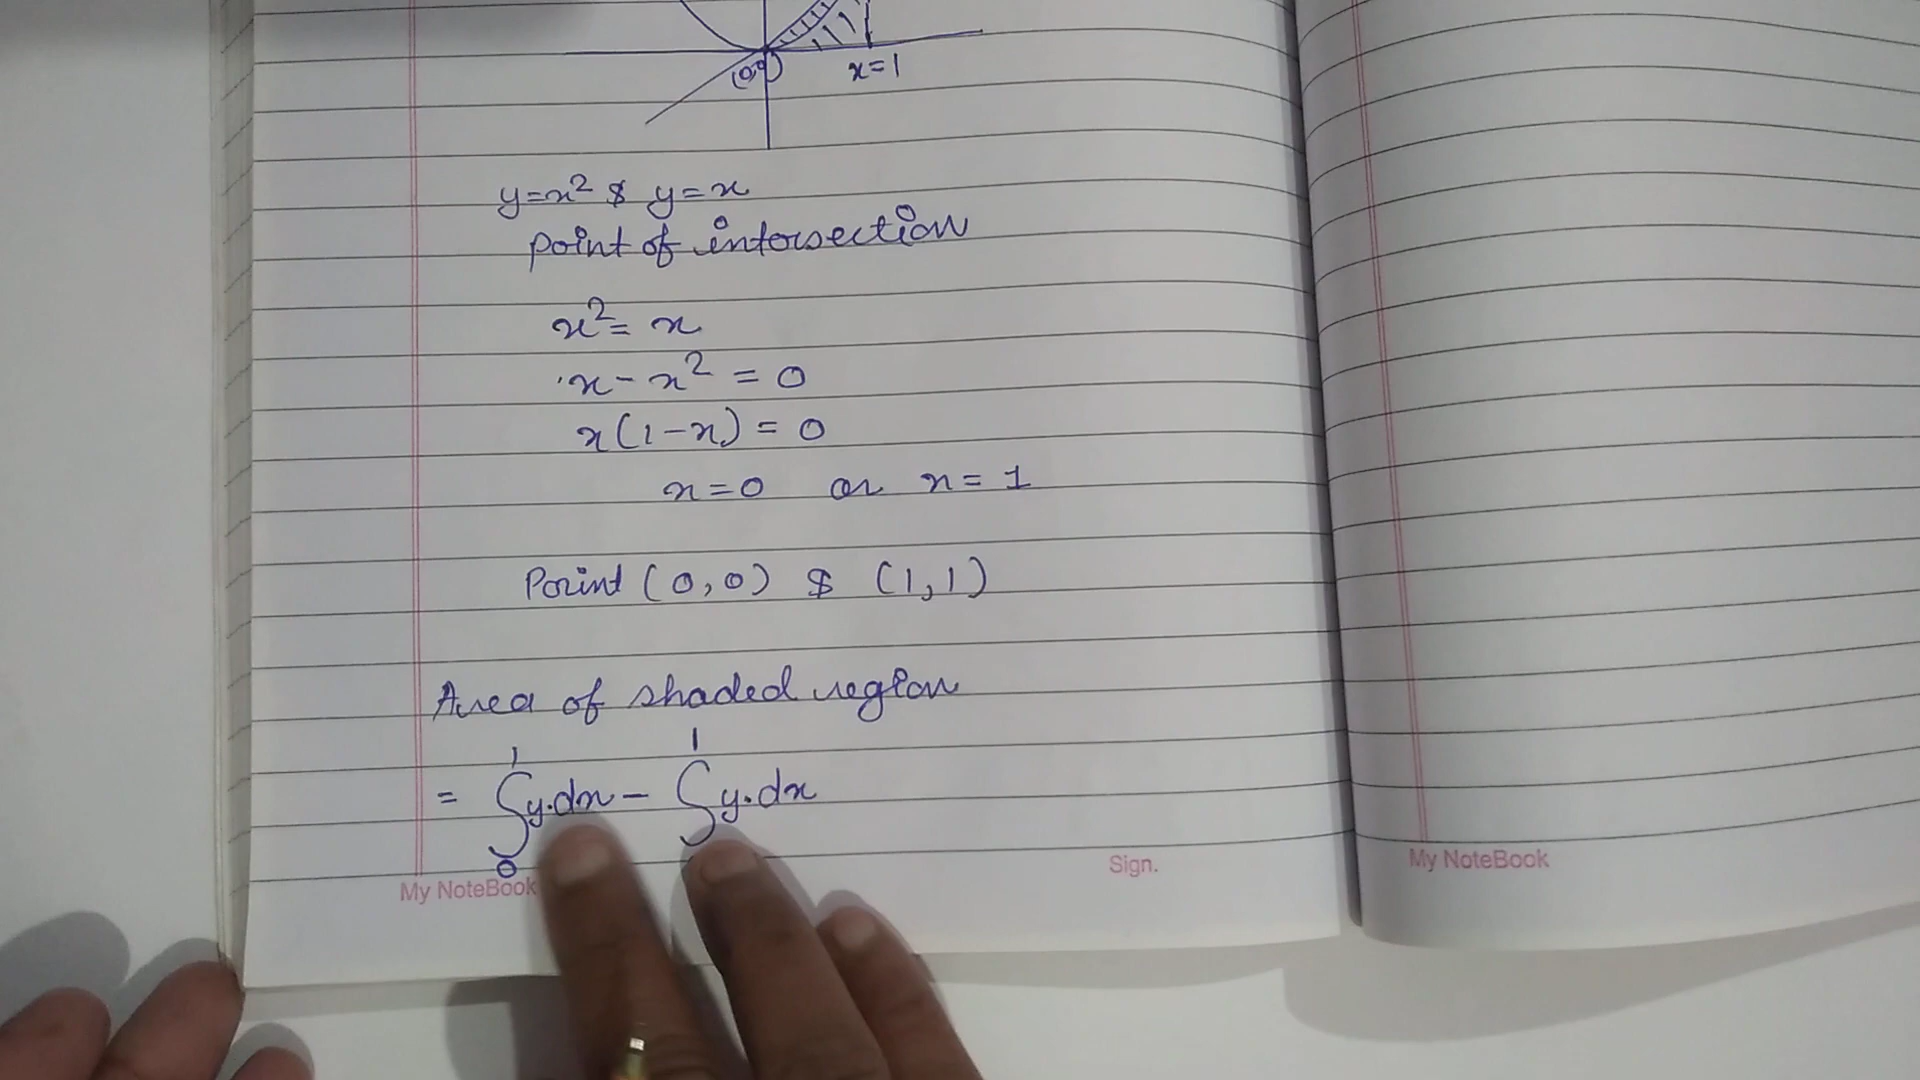 (0,0)
x=1
y=x² & y=x
point of intersection
x² = x
x - x² = 0
x(1-x) = 0
x=0 or x=1
Point (0,0) & (1,1)
Area of shaded region
= ∫₀¹ y.dx - ∫¹ y.dx
My NoteBook
Sign.
My NoteBook